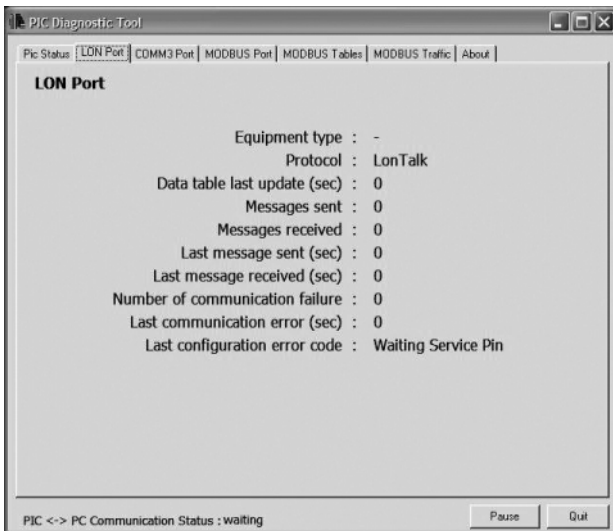 PIC Diagnostic Tool
Pic Status LON Port COMM3 Port MODBUS Port MODBUS Tables MODBUS Traffic About
LON Port
Equipment type : -
Protocol : LonTalk
Data table last update (sec) : 0
Messages sent : 0
Messages received : 0
Last message sent (sec) : 0
Last message received (sec) : 0
Number of communication failure : 0
Last communication error (sec) : 0
Last configuration error code : Waiting Service Pin
PIC <-> PC Communication Status : waiting Pause Quit